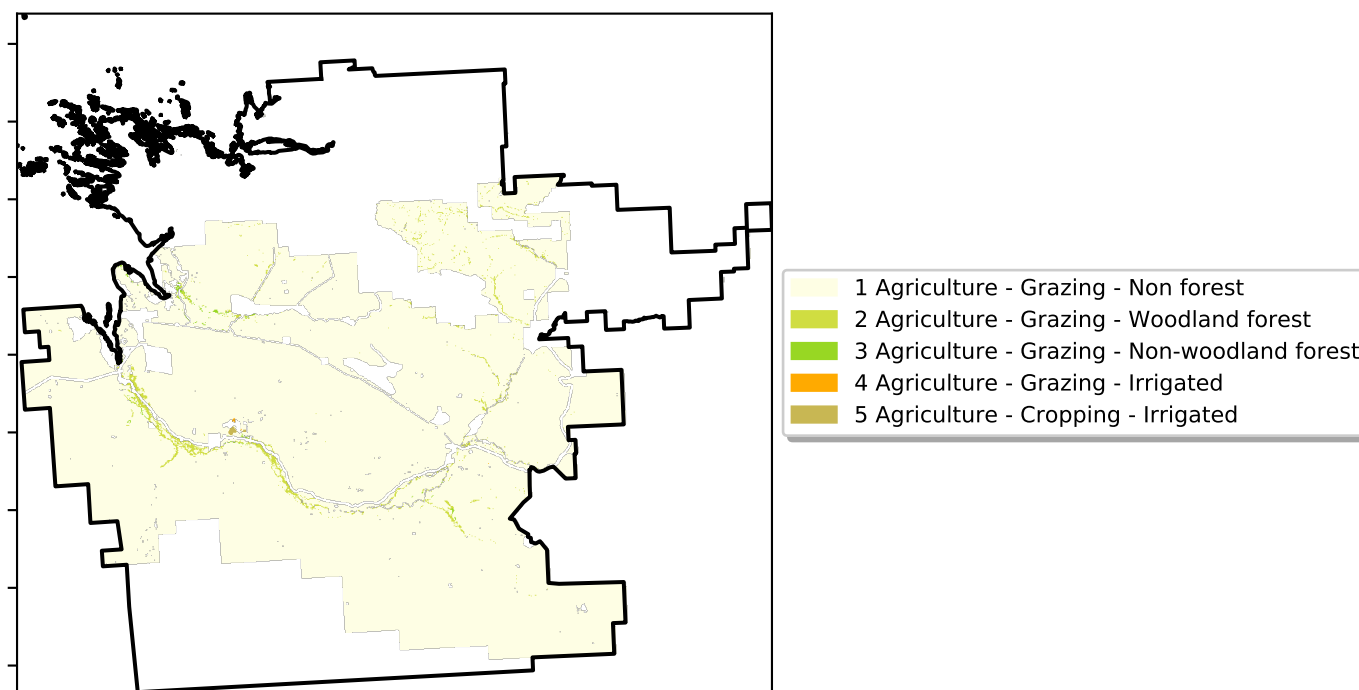 1 Agriculture - Grazing - Non forest
2 Agriculture - Grazing - Woodland forest
3 Agriculture - Grazing - Non-woodland forest
4 Agriculture - Grazing - Irrigated
5 Agriculture - Cropping - Irrigated